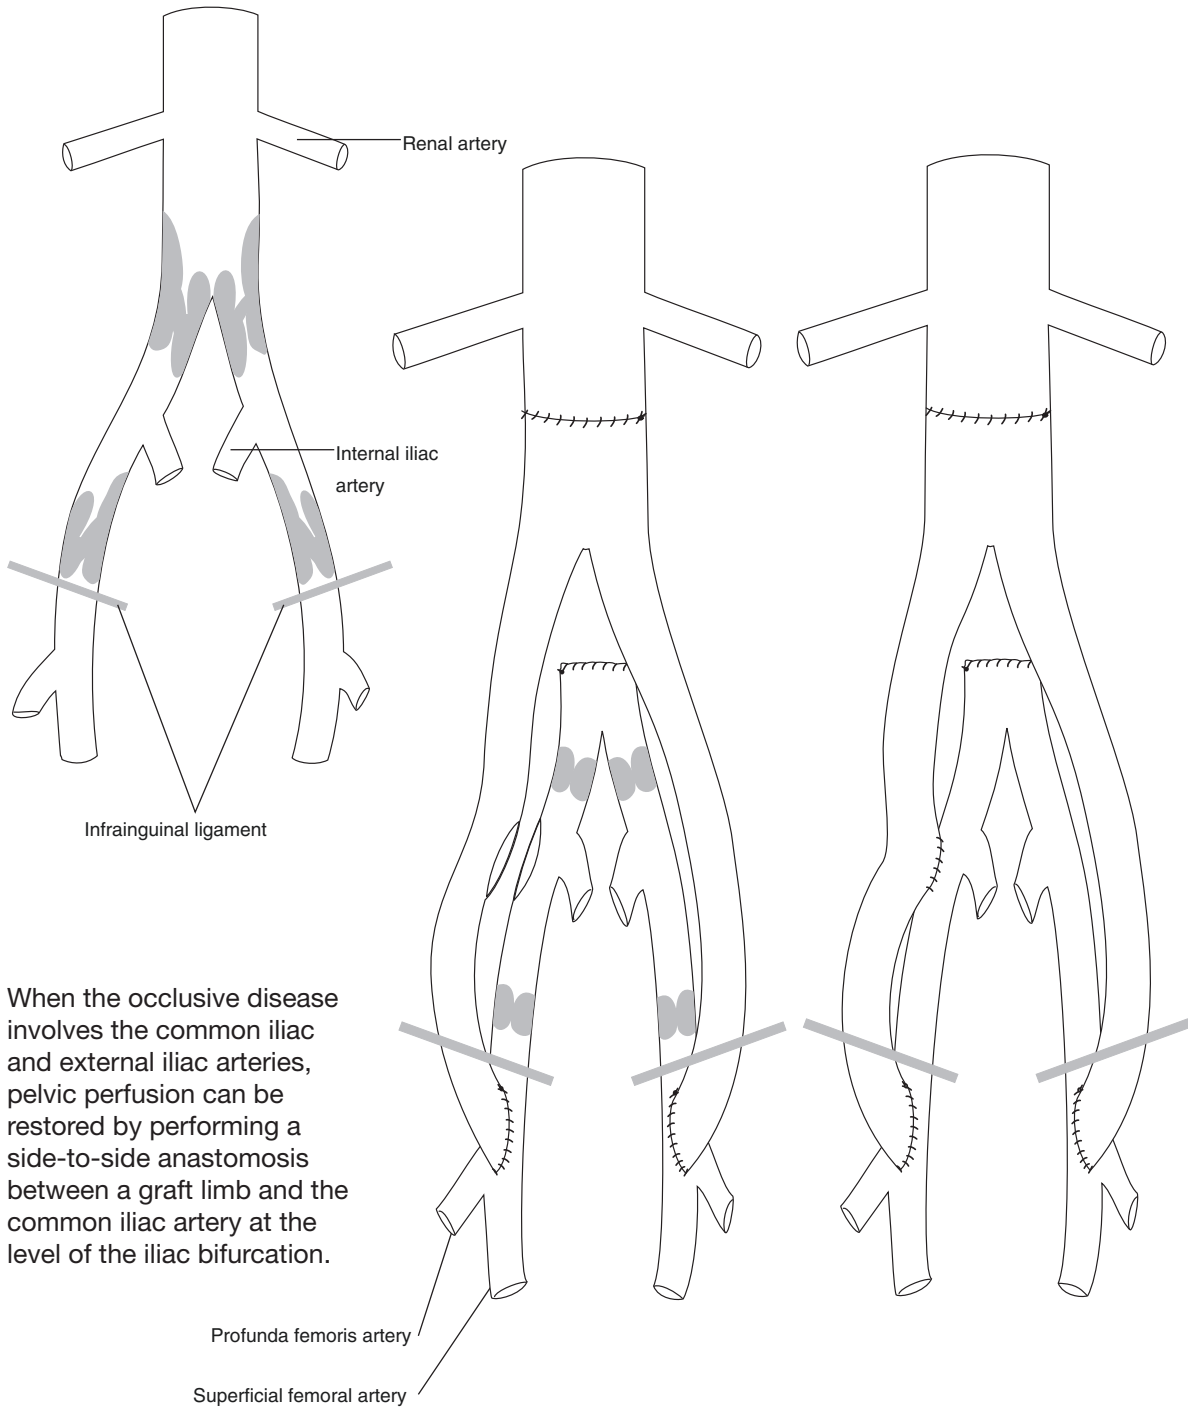 Renal artery
Internal iliac
artery
Infrainguinal ligament
When the occlusive disease
involves the common iliac
and external iliac arteries,
pelvic perfusion can be
restored by performing a
side-to-side anastomosis
between a graft limb and the
common iliac artery at the
level of the iliac bifurcation.
Profunda femoris artery
Superficial femoral artery